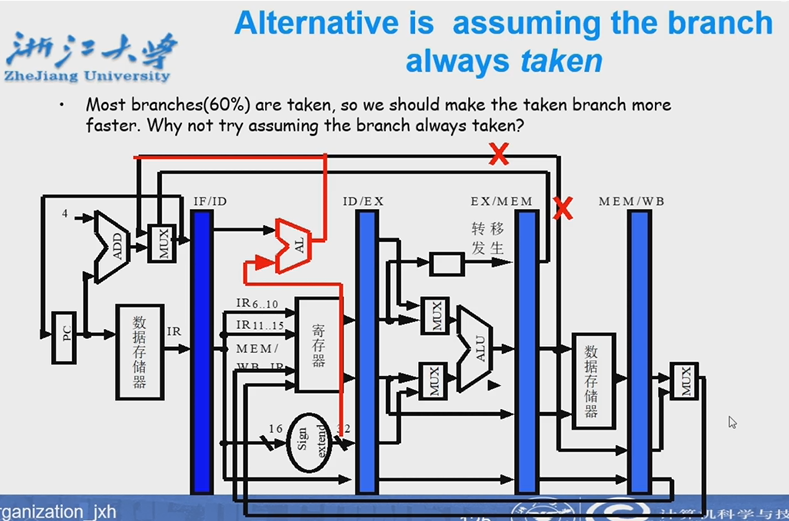 Alternative is assuming the branch
always taken
浙江大学
ZheJiang University
• Most branches(60%) are taken, so we should make the taken branch more
faster. Why not try assuming the branch always taken?
IF/ID
ID/EX
EX/MEM
MEM/WB
4
ADD
MUX
AL
转移
发生
PC
数据存储器
IR
IR6..10
IR11..15
MEM/
WB IR
寄存器
MUX
MUX
ALU
数据存储器
MUX
16
Sign
extend
32
rganization_jxh
计算机科学与技